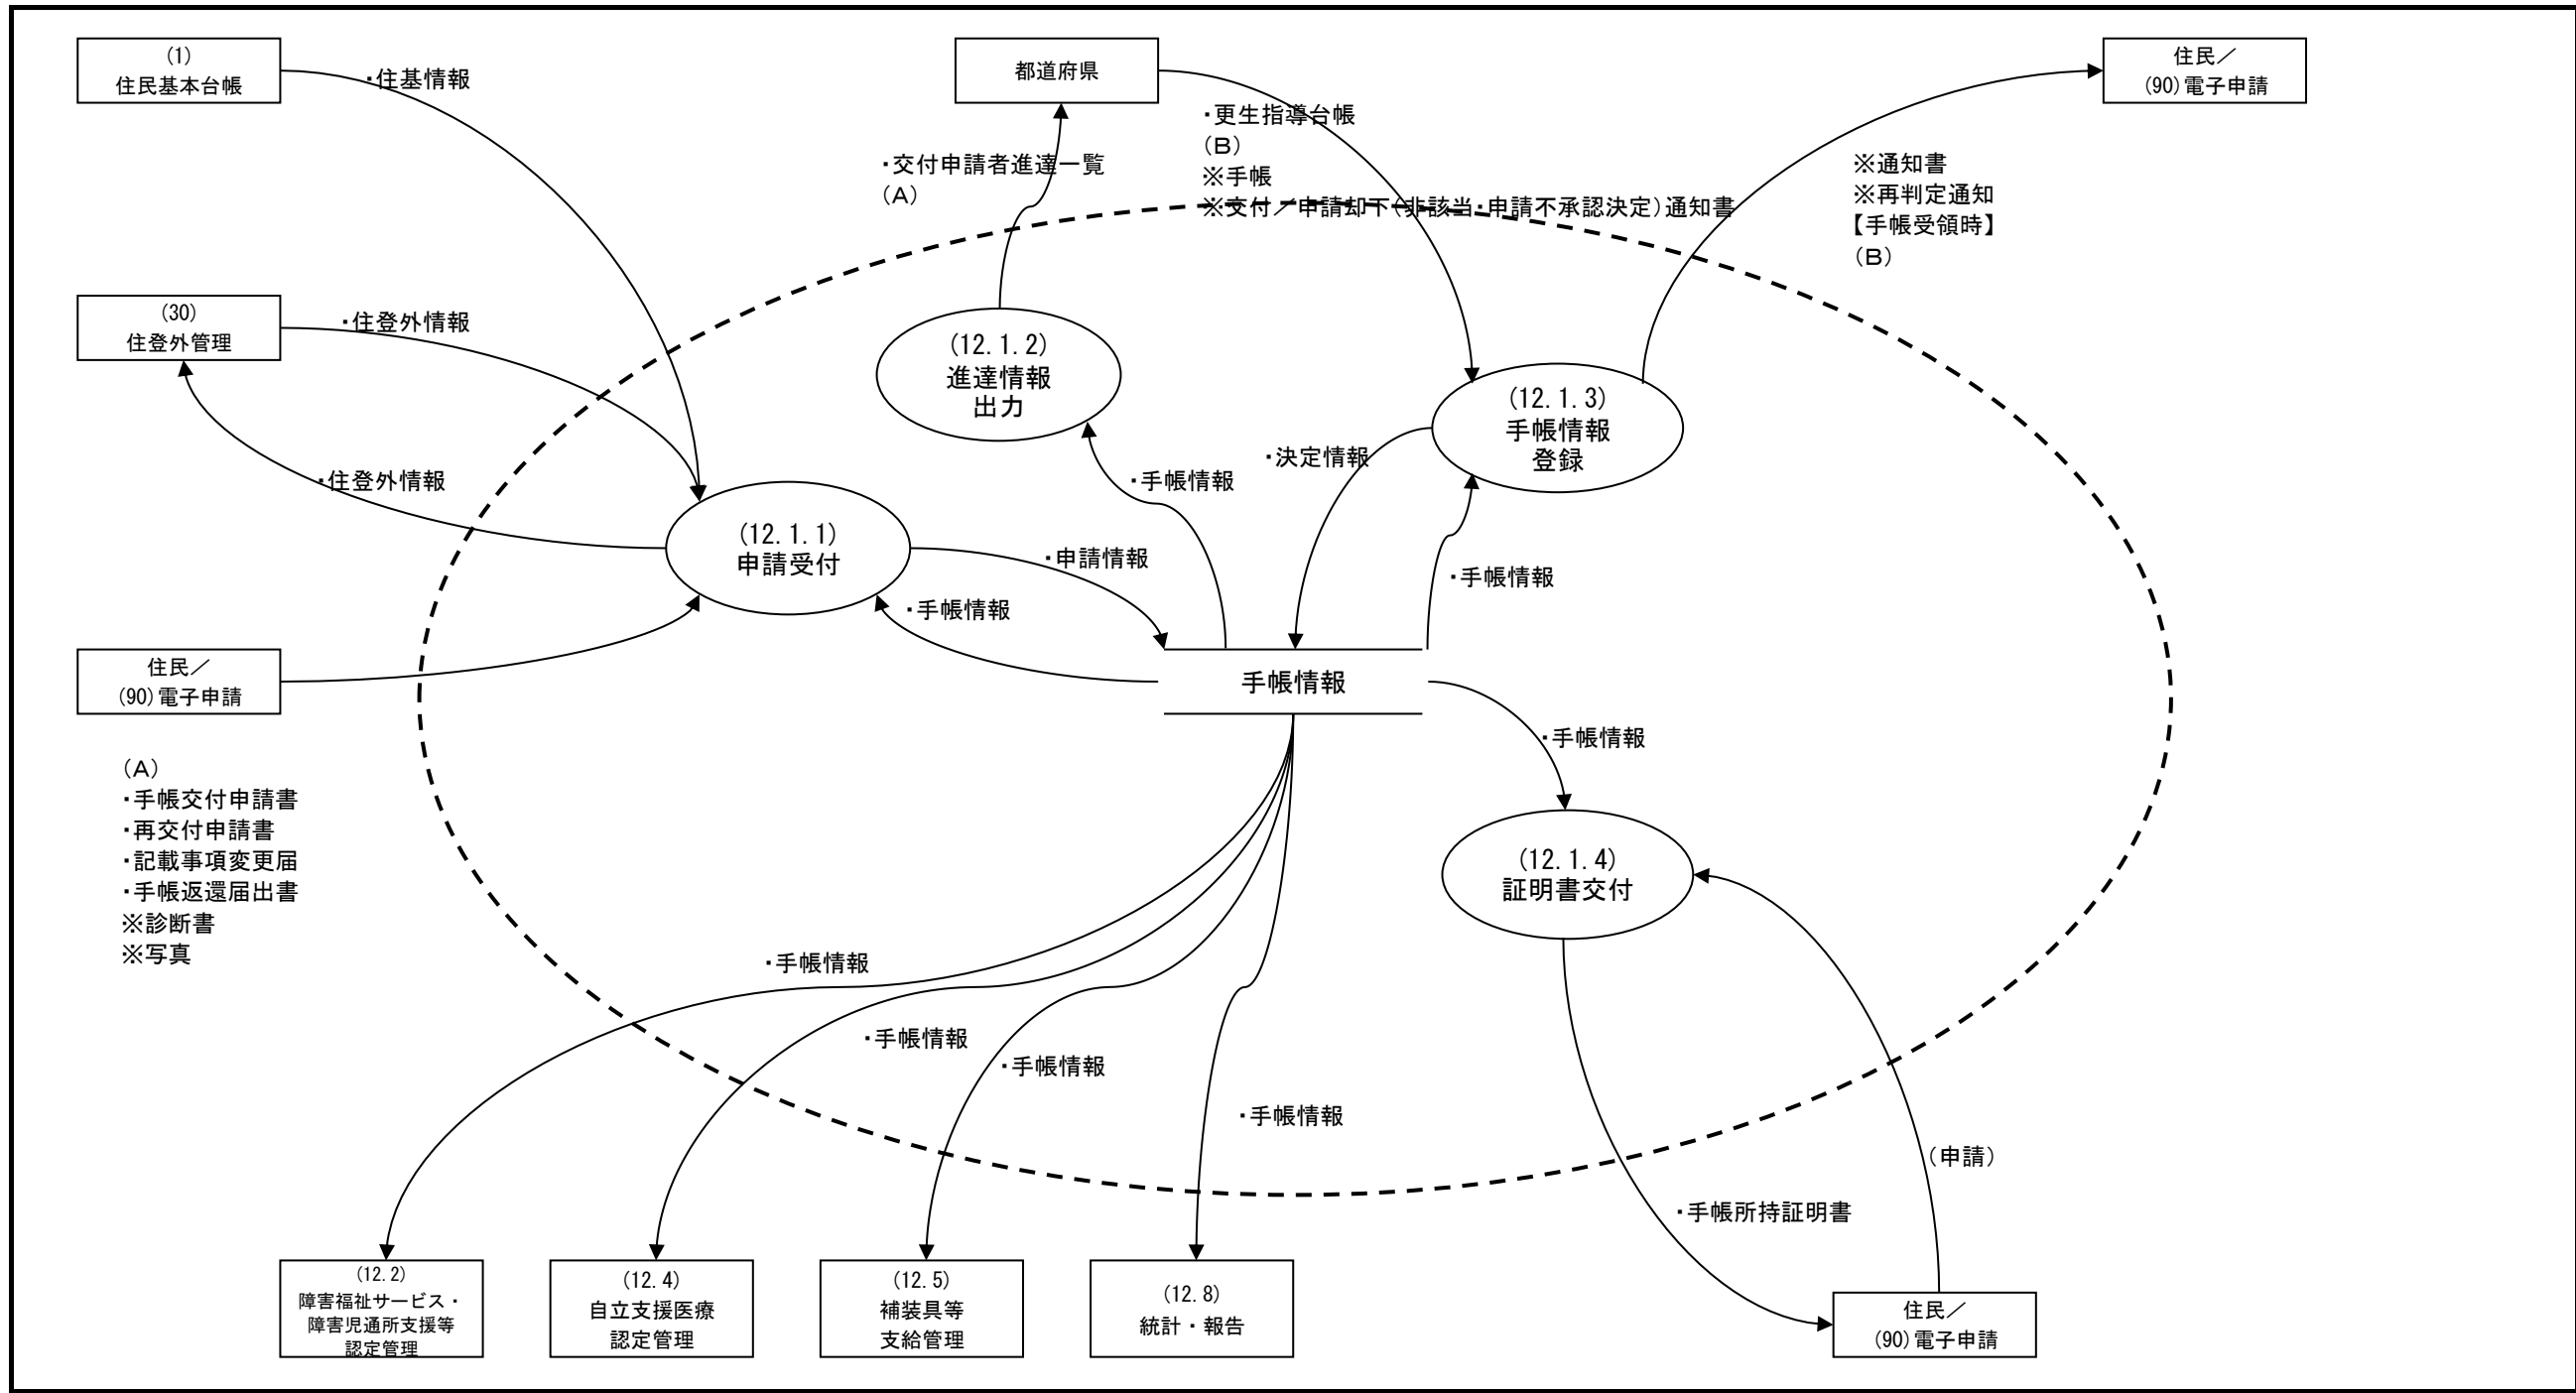 (1)
住民基本台帳
・住基情報
都道府県
住民／
(90)電子申請
・更生指導台帳
(B)
※手帳
※交付／申請却下(非該当・申請不承認決定)通知書
・交付申請者進達一覧
(A)
※通知書
※再判定通知
【手帳受領時】
(B)
(30)
住登外管理
・住登外情報
(12.1.2)
進達情報
出力
(12.1.3)
手帳情報
登録
・住登外情報
・手帳情報
・決定情報
(12.1.1)
申請受付
・申請情報
・手帳情報
・手帳情報
住民／
(90)電子申請
手帳情報
・手帳情報
(A)
・手帳交付申請書
・再交付申請書
・記載事項変更届
・手帳返還届出書
※診断書
※写真
(12.1.4)
証明書交付
・手帳情報
・手帳情報
・手帳情報
・手帳情報
(申請)
・手帳所持証明書
(12.2)
障害福祉サービス・
障害児通所支援等
認定管理
(12.4)
自立支援医療
認定管理
(12.5)
補装具等
支給管理
(12.8)
統計・報告
住民／
(90)電子申請